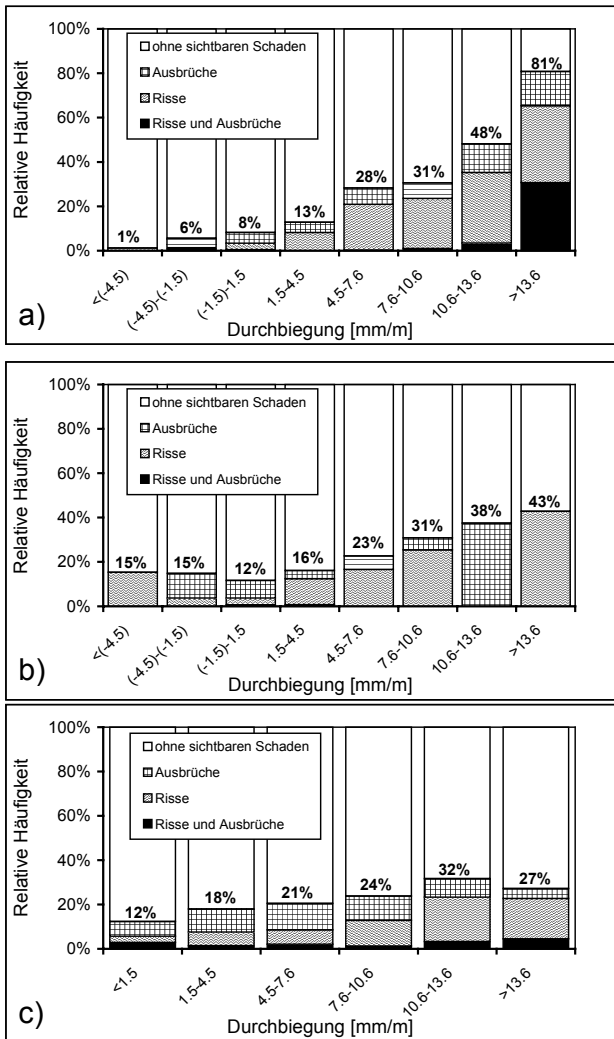 100%
80%
60%
40%
20%
0%
Relative Häufigkeit
ohne sichtbaren Schaden
Ausbrüche
Risse
Risse und Ausbrüche
1%
6%
8%
13%
28%
31%
48%
81%
<(-4.5)
(-4.5)-(-1.5)
(-1.5)-1.5
1.5-4.5
4.5-7.6
7.6-10.6
10.6-13.6
>13.6
Durchbiegung [mm/m]
a)
100%
80%
60%
40%
20%
0%
Relative Häufigkeit
ohne sichtbaren Schaden
Ausbrüche
Risse
Risse und Ausbrüche
15%
15%
12%
16%
23%
31%
38%
43%
<(-4.5)
(-4.5)-(-1.5)
(-1.5)-1.5
1.5-4.5
4.5-7.6
7.6-10.6
10.6-13.6
>13.6
Durchbiegung [mm/m]
b)
100%
80%
60%
40%
20%
0%
Relative Häufigkeit
ohne sichtbaren Schaden
Ausbrüche
Risse
Risse und Ausbrüche
12%
18%
21%
24%
32%
27%
<1.5
1.5-4.5
4.5-7.6
7.6-10.6
10.6-13.6
>13.6
Durchbiegung [mm/m]
c)